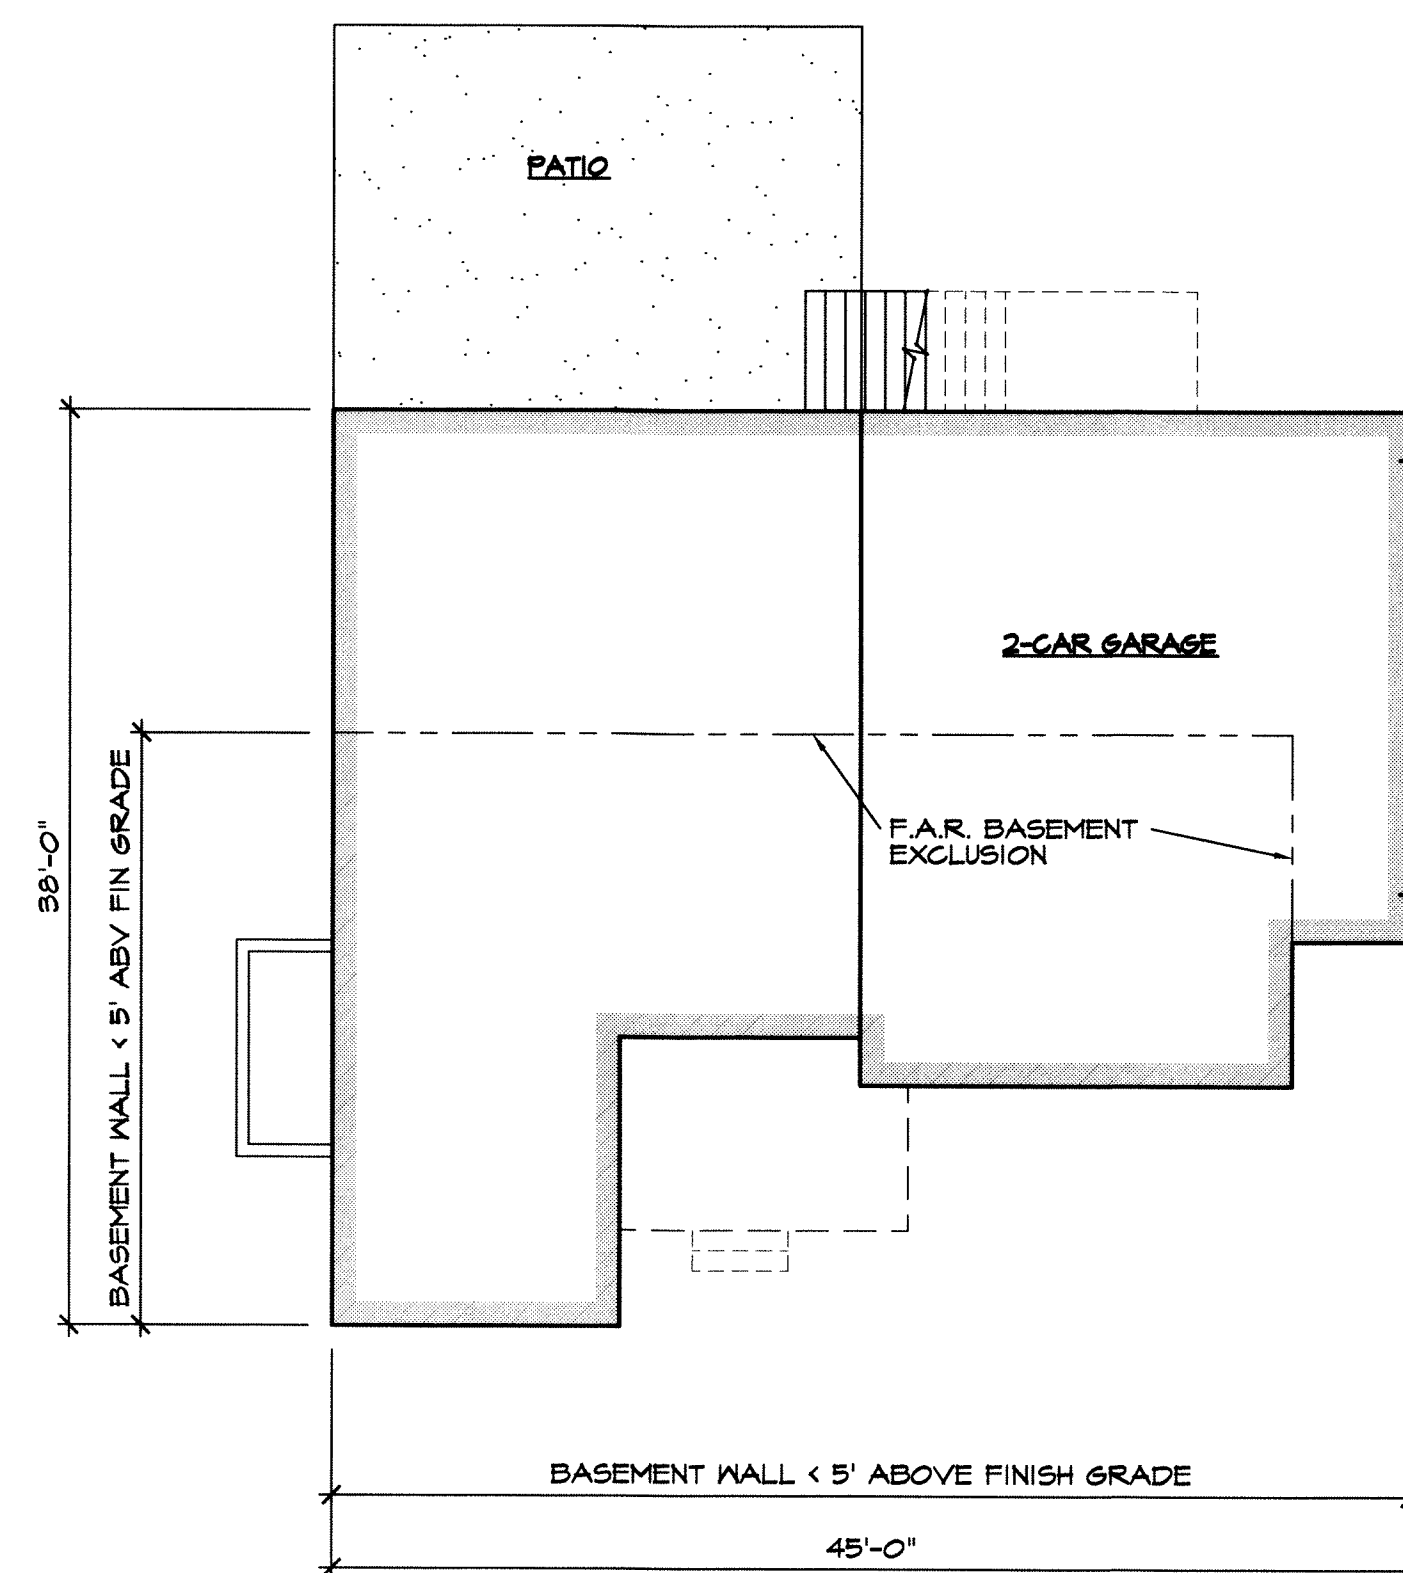 PATIO
2-CAR GARAGE
F.A.R. BASEMENT
EXCLUSION
38'-0"
BASEMENT WALL < 5' ABV FIN GRADE
BASEMENT WALL < 5' ABOVE FINISH GRADE
45'-0"